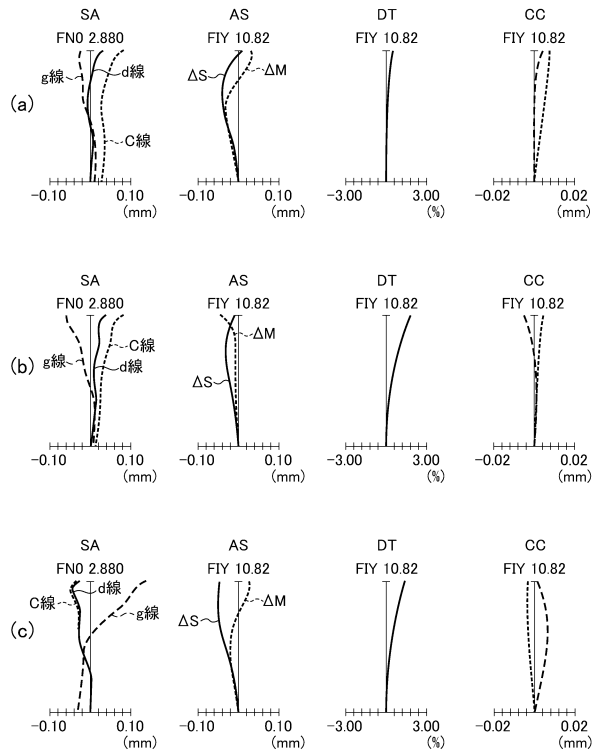 SA AS DT CC
FNO 2.880 FIY 10.82 FIY 10.82 FIY 10.82
g線 d線 ΔS ΔM
(a)
C線
-0.10 0.10 -0.10 0.10 -3.00 3.00 -0.02 0.02
(mm) (mm) (%) (mm)
SA AS DT CC
FNO 2.880 FIY 10.82 FIY 10.82 FIY 10.82
C線 ΔM
(b) g線 d線
ΔS
-0.10 0.10 -0.10 0.10 -3.00 3.00 -0.02 0.02
(mm) (mm) (%) (mm)
SA AS DT CC
FNO 2.880 FIY 10.82 FIY 10.82 FIY 10.82
d線
C線 g線 ΔM
(c) ΔS
-0.10 0.10 -0.10 0.10 -3.00 3.00 -0.02 0.02
(mm) (mm) (%) (mm)